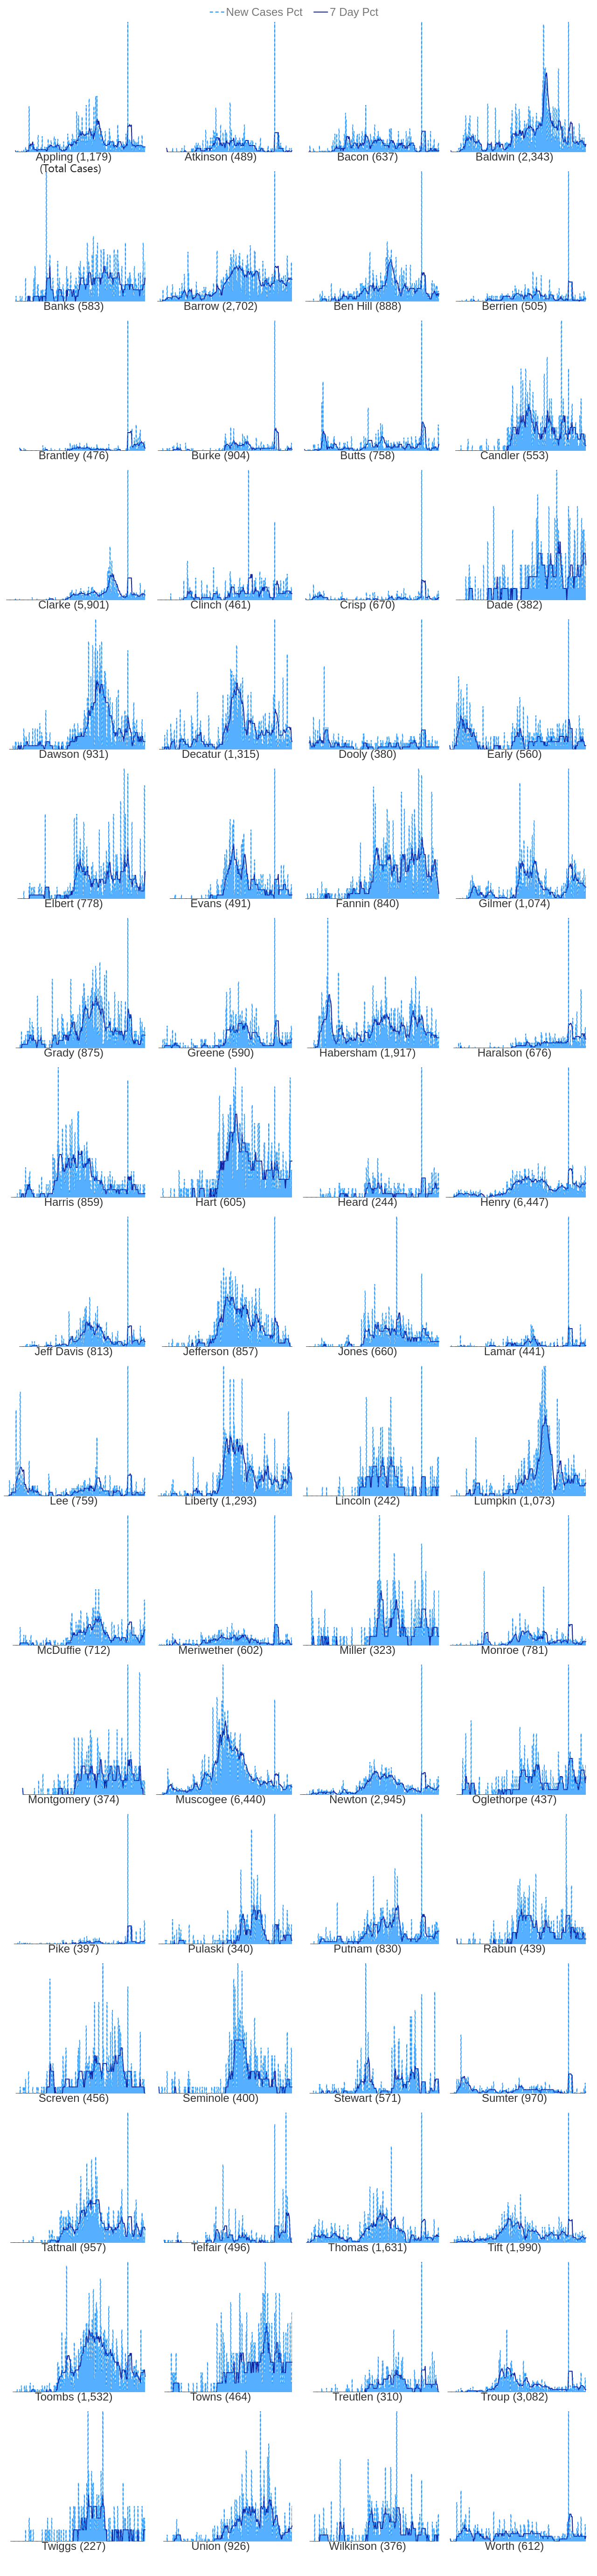 New Cases Pct 7 Day Pct
Appling (1,179) Atkinson (489) Bacon (637) Baldwin (2,343)
(Total Cases)
Banks (583) Barrow (2,702) Ben Hill (888) Berrien (505)
Brantley (476) Burke (904) Butts (758) Candler (553)
Clarke (5,901) Clinch (461) Crisp (670) Dade (382)
Dawson (931) Decatur (1,315) Dooly (380) Early (560)
Elbert (778) Evans (491) Fannin (840) Gilmer (1,074)
Grady (875) Greene (590) Habersham (1,917) Haralson (676)
Harris (859) Hart (605) Heard (244) Henry (6,447)
Jeff Davis (813) Jefferson (857) Jones (660) Lamar (441)
Lee (759) Liberty (1,293) Lincoln (242) Lumpkin (1,073)
McDuffie (712) Meriwether (602) Miller (323) Monroe (781)
Montgomery (374) Muscogee (6,440) Newton (2,945) Oglethorpe (437)
Pike (397) Pulaski (340) Putnam (830) Rabun (439)
Screven (456) Seminole (400) Stewart (571) Sumter (970)
Tattnall (957) Telfair (496) Thomas (1,631) Tift (1,990)
Toombs (1,532) Towns (464) Treutlen (310) Troup (3,082)
Twiggs (227) Union (926) Wilkinson (376) Worth (612)